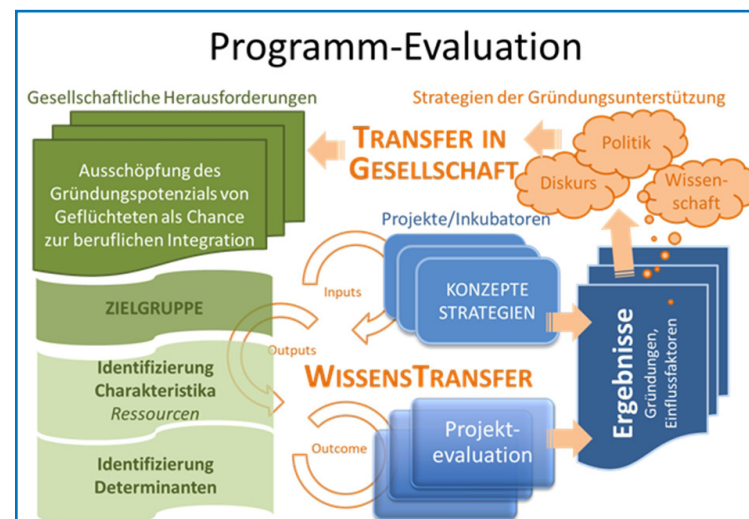 Programm-Evaluation
Gesellschaftliche Herausforderungen
Strategien der Gründungsunterstützung
Ausschöpfung des
Gründungspotenzials von
Geflüchteten als Chance
zur beruflichen Integration
TRANSFER IN
GESELLSCHAFT
Politik
Diskurs
Wissen-
schaft
Projekte/Inkubatoren
KONZEPTE
STRATEGIEN
Inputs
ZIELGRUPPE
Outputs
WISSENSTRANSFER
Identifizierung
Charakteristika
Ressourcen
Outcome
Projekt-
evaluation
Ergebnisse
Gründungen,
Einflussfaktoren
Identifizierung
Determinanten